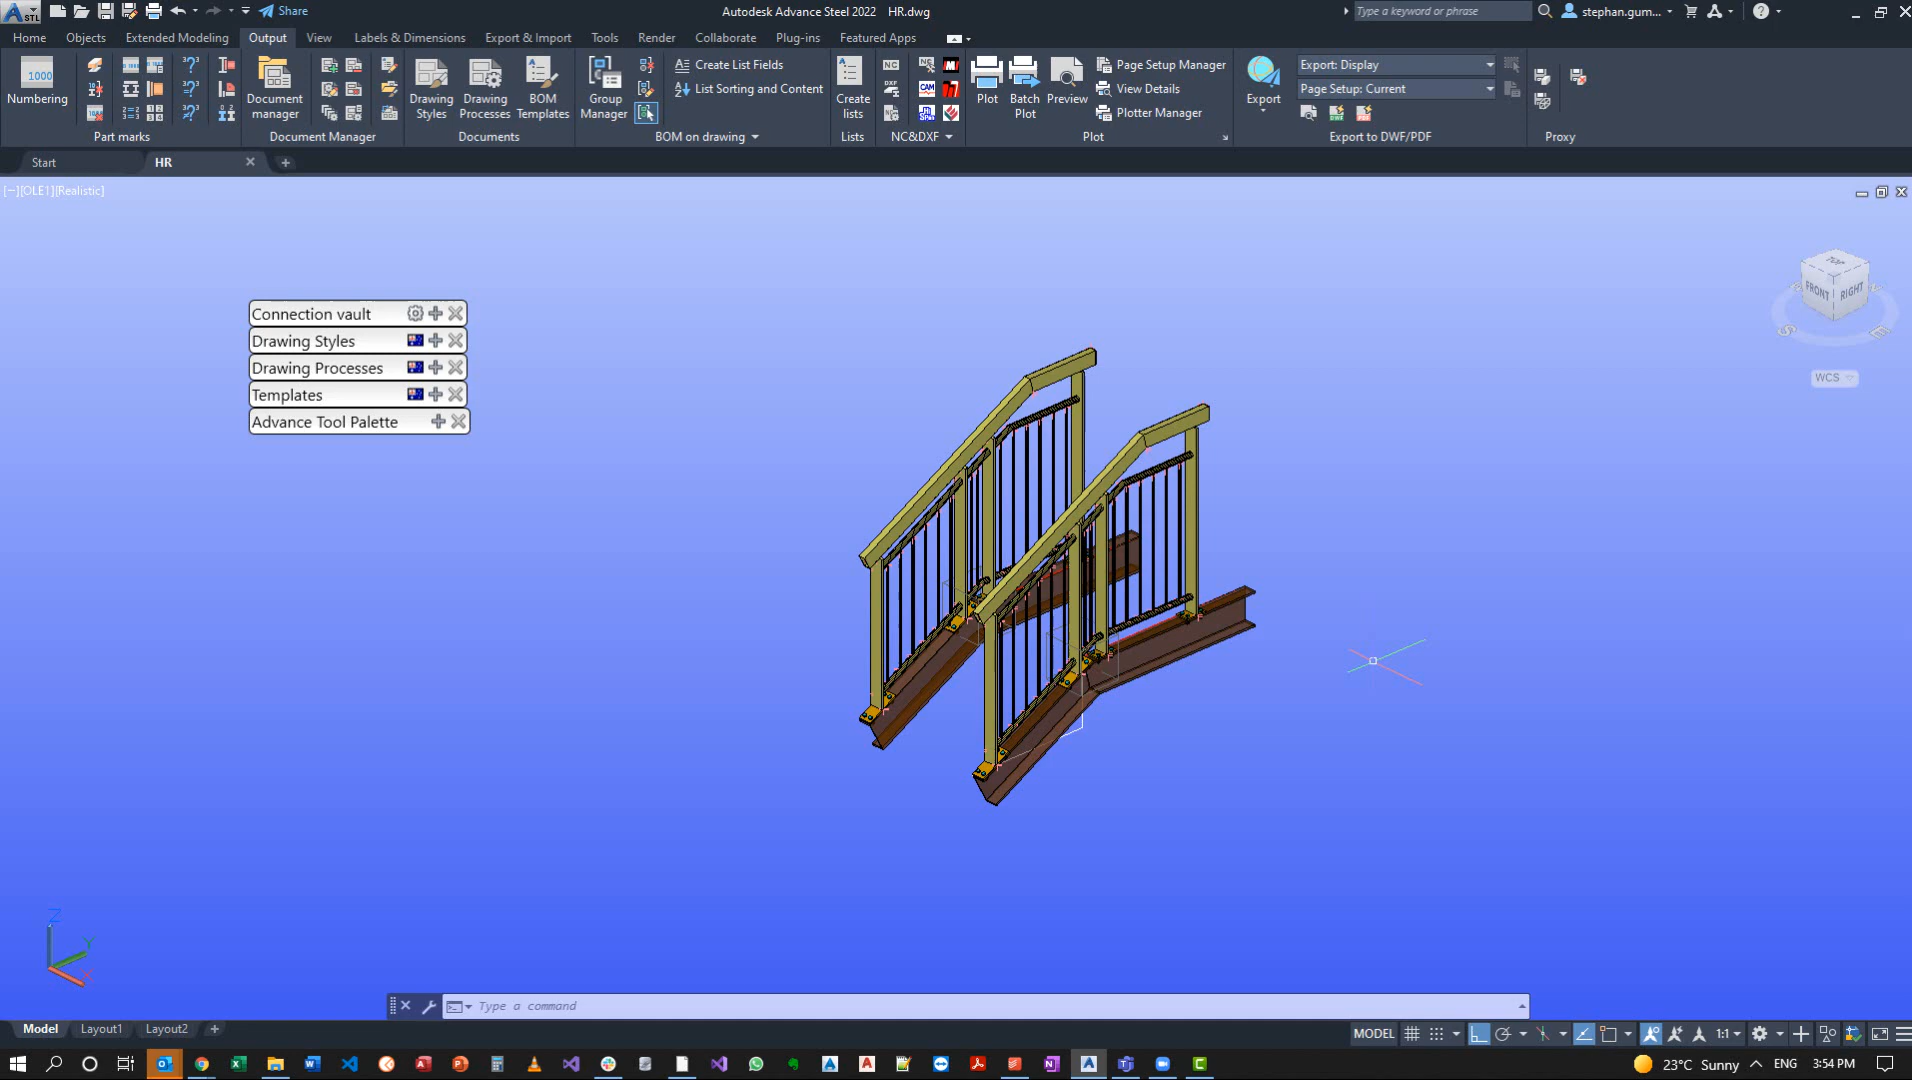 Share
Autodesk Advance Steel 2022 HR.dwg
Type a keyword or phrase
stephan.gum...
Home Objects Extended Modeling Output View Labels & Dimensions Export & Import Tools Render Collaborate Plug-ins Featured Apps
1000
Numbering
Part marks
Document
manager
Document Manager
Drawing
Styles
Drawing
Processes
BOM
Templates
Documents
Group
Manager
Create List Fields
List Sorting and Content
BOM on drawing
Create
lists
Lists
NC
DXF
CAM
NC&DXF
Plot
Batch
Plot
Preview
Page Setup Manager
View Details
Plotter Manager
Plot
Export
Export: Display
Page Setup: Current
Export to DWF/PDF
Proxy
Start HR
[−][OLE1][Realistic]
Connection vault
Drawing Styles
Drawing Processes
Templates
Advance Tool Palette
TOP
FRONT RIGHT
S E
WCS
Z
Y
X
Type a command
Model Layout1 Layout2
MODEL 1:1
23°C Sunny ENG 3:54 PM